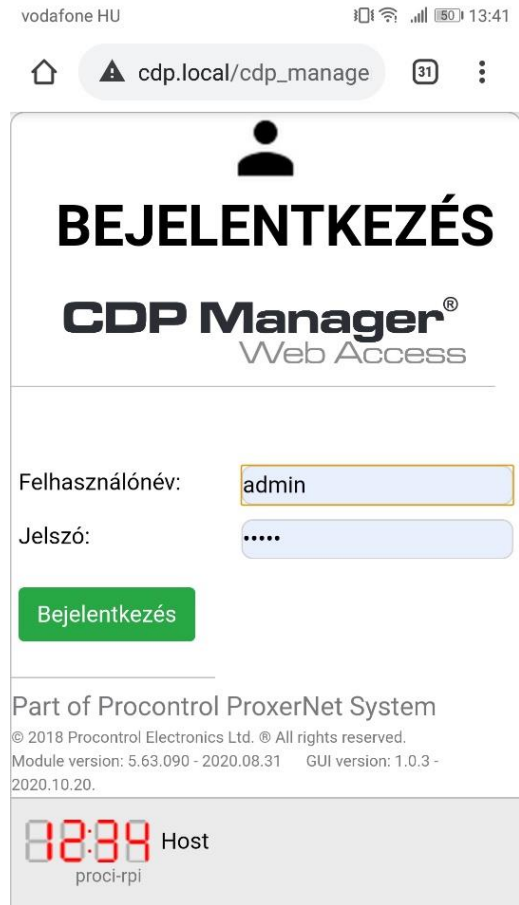 vodafone HU 50 13:41
cdp.local/cdp_manage 31
BEJELENTKEZÉS
CDP Manager®
Web Access
Felhasználónév: admin
Jelszó: •••••
Bejelentkezés
Part of Procontrol ProxerNet System
© 2018 Procontrol Electronics Ltd. ® All rights reserved.
Module version: 5.63.090 - 2020.08.31 GUI version: 1.0.3 -
2020.10.20.
12:34 Host
proci-rpi